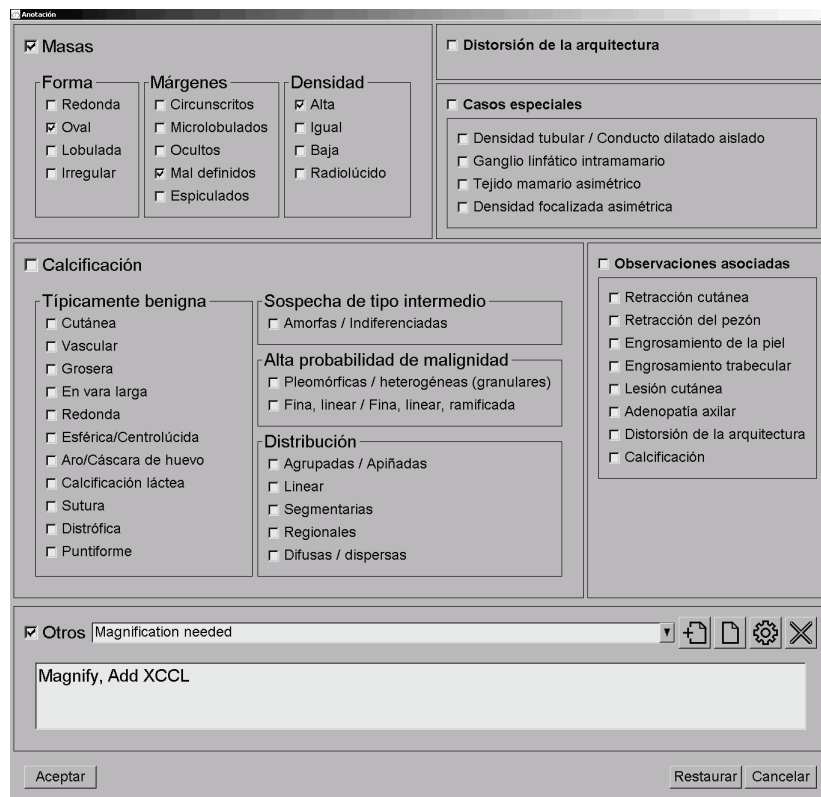 Anotación
Masas
Forma
Redonda
Oval
Lobulada
Irregular
Márgenes
Circunscritos
Microlobulados
Ocultos
Mal definidos
Espiculados
Densidad
Alta
Igual
Baja
Radiolúcido
Distorsión de la arquitectura
Casos especiales
Densidad tubular / Conducto dilatado aislado
Ganglio linfático intramamario
Tejido mamario asimétrico
Densidad focalizada asimétrica
Calcificación
Típicamente benigna
Cutánea
Vascular
Grosera
En vara larga
Redonda
Esférica/Centrolúcida
Aro/Cáscara de huevo
Calcificación láctea
Sutura
Distrófica
Puntiforme
Sospecha de tipo intermedio
Amorfas / Indiferenciadas
Alta probabilidad de malignidad
Pleomórficas / heterogéneas (granulares)
Fina, linear / Fina, linear, ramificada
Distribución
Agrupadas / Apiñadas
Linear
Segmentarias
Regionales
Difusas / dispersas
Observaciones asociadas
Retracción cutánea
Retracción del pezón
Engrosamiento de la piel
Engrosamiento trabecular
Lesión cutánea
Adenopatía axilar
Distorsión de la arquitectura
Calcificación
Otros Magnification needed
Magnify, Add XCCL
Aceptar Restaurar Cancelar